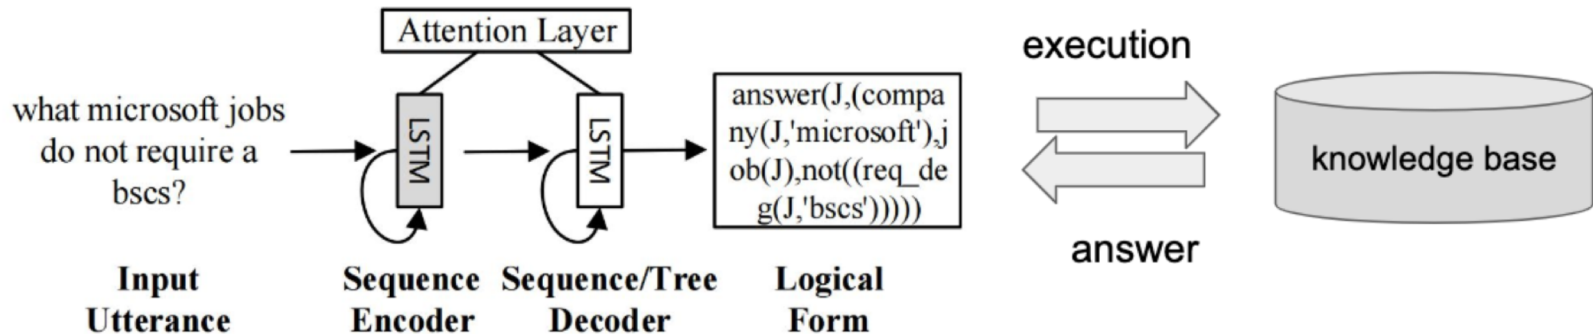 Attention Layer
what microsoft jobs
do not require a
bscs?
LSTM
LSTM
answer(J,(compa
ny(J,'microsoft'),j
ob(J),not((req_de
g(J,'bscs')))))
execution
answer
knowledge base
Input
Utterance
Sequence
Encoder
Sequence/Tree
Decoder
Logical
Form